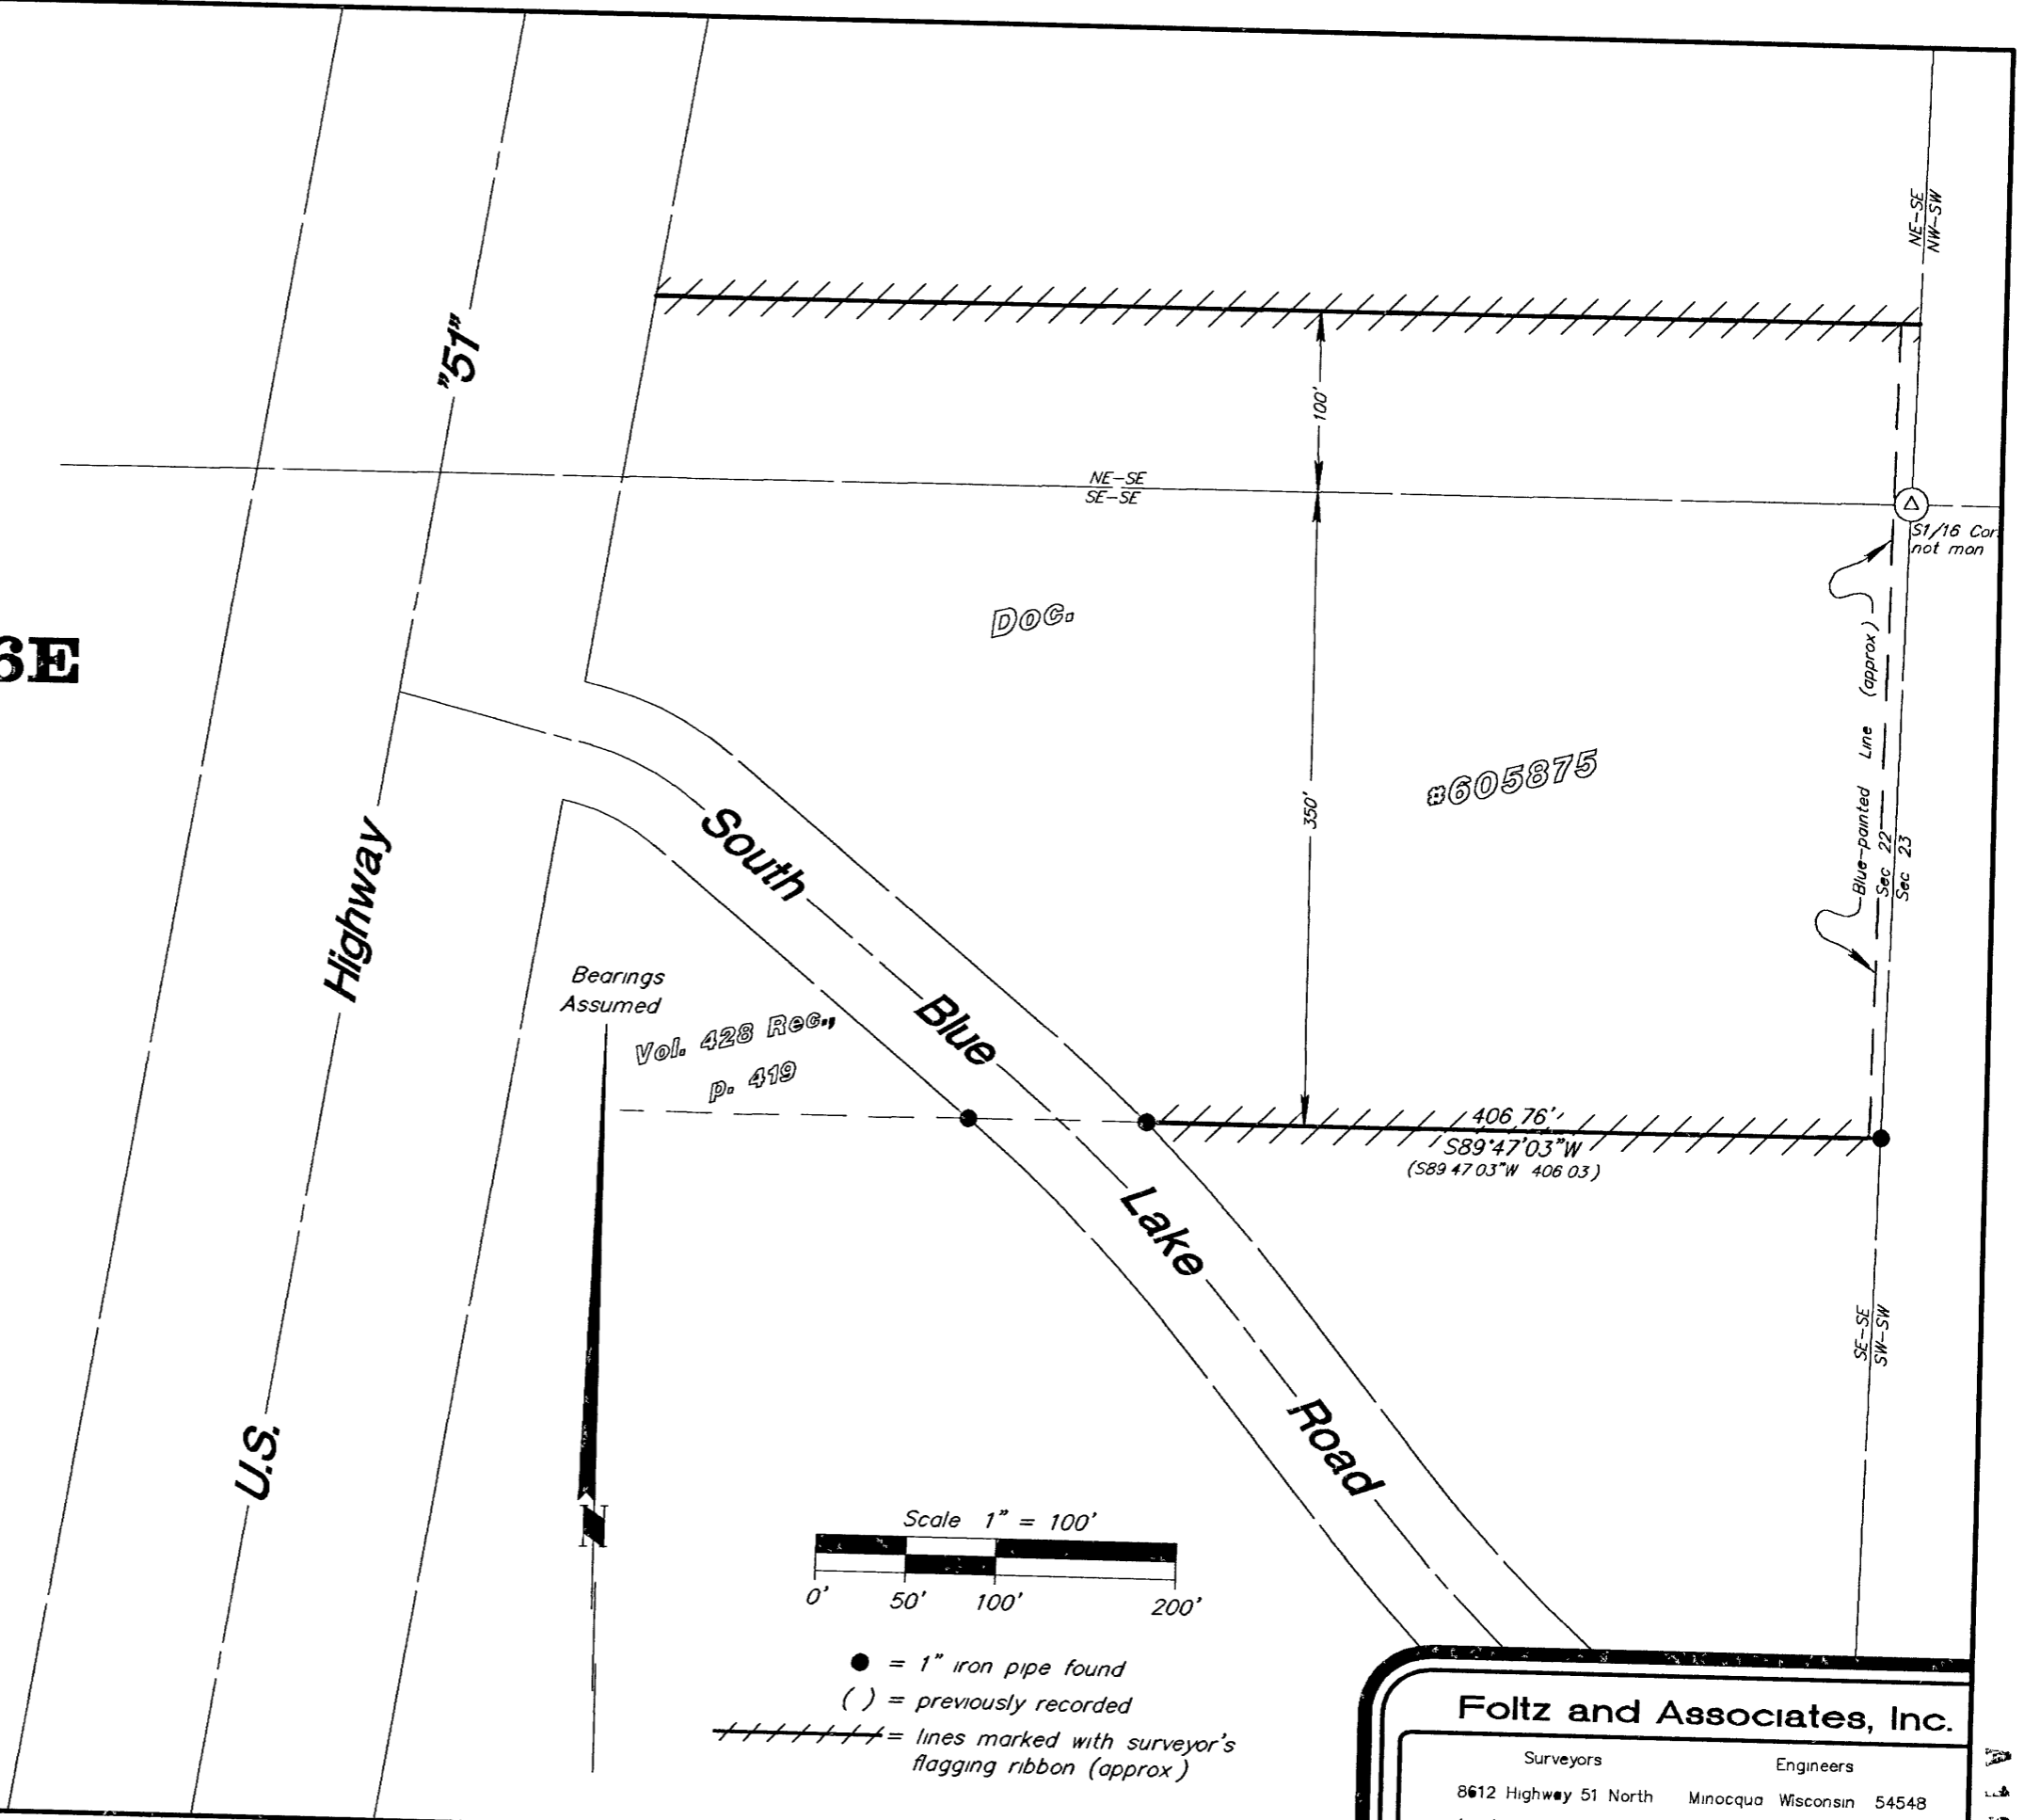 NE-SE
NW-SW
"51"
100'
NE-SE
SE-SE
S1/16 Cor.
not mon
Doc.
6E
#605875
350'
Blue-painted Line (approx)
Sec 22
Sec 23
South Blue Lake Road
U.S. Highway
Bearings
Assumed
Vol. 428 Rec.,
p. 419
406 76'
S89°47'03"W
(S89 47 03"W 406 03)
SE-SE
SW-SW
N
Scale 1" = 100'
0' 50' 100' 200'
= 1" iron pipe found
( ) = previously recorded
= lines marked with surveyor's
flagging ribbon (approx)
Foltz and Associates, Inc.
Surveyors Engineers
8612 Highway 51 North Minocqua Wisconsin 54548